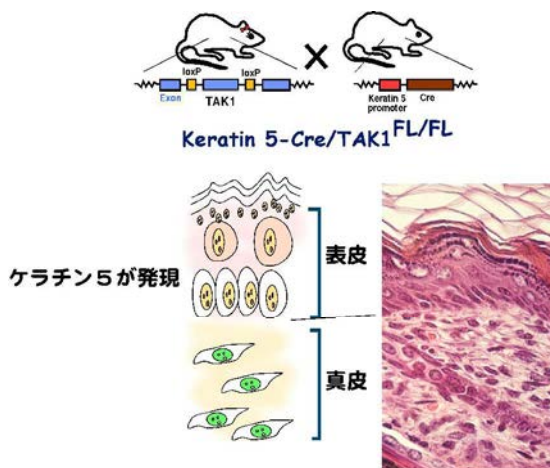 loxP
loxP
Exon
TAK1
Keratin 5
promoter
Cre
Keratin 5-Cre/TAK1FL/FL
ケラチン5が発現
表皮
真皮